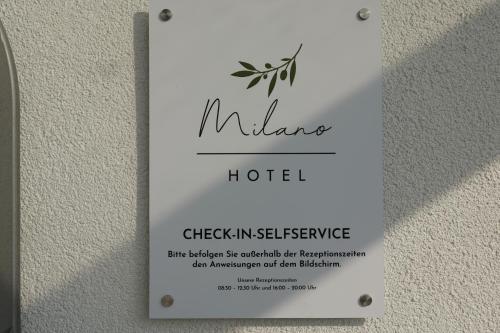 Milano
HOTEL
CHECK-IN-SELFSERVICE
Bitte befolgen Sie außerhalb der Rezeptionszeiten
den Anweisungen auf dem Bildschirm.
Unsere Rezeptionszeiten
08:30 - 12:30 Uhr und 16:00 - 20:00 Uhr